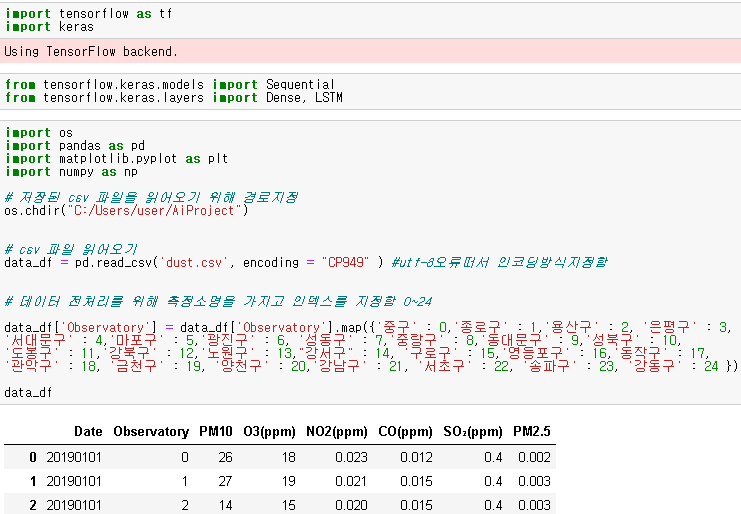 import tensorflow as tf
import keras
Using TensorFlow backend.
from tensorflow.keras.models import Sequential
from tensorflow.keras.layers import Dense, LSTM
import os
import pandas as pd
import matplotlib.pyplot as plt
import numpy as np
# 저장된 csv 파일을 읽어오기 위해 경로지정
os.chdir("C:/Users/user/AiProject")
# csv 파일 읽어오기
data_df = pd.read_csv('dust.csv', encoding = "CP949" ) #utf-8오류떠서 인코딩방식지정함
# 데이터 전처리를 위해 측정소명을 가지고 인덱스를 지정함 0~24
data_df['Observatory'] = data_df['Observatory'].map({'중구' : 0,'종로구' : 1,'용산구' : 2, '은평구' : 3,
'서대문구' : 4,'마포구' : 5,'광진구' : 6, '성동구' : 7,'중랑구' : 8,'동대문구' : 9,'성북구' : 10,
'도봉구' : 11,'강북구' : 12,'노원구' : 13,"강서구" : 14, '구로구' : 15,'영등포구' : 16,'동작구' : 17,
'관악구' : 18, '금천구' : 19, '양천구' : 20,'강남구' : 21, '서초구' : 22, '송파구' : 23, '강동구' : 24 })
data_df
Date Observatory PM10 O3(ppm) NO2(ppm) CO(ppm) SO₂(ppm) PM2.5
0 20190101 0 26 18 0.023 0.012 0.4 0.002
1 20190101 1 27 19 0.021 0.015 0.4 0.003
2 20190101 2 14 15 0.020 0.015 0.4 0.003